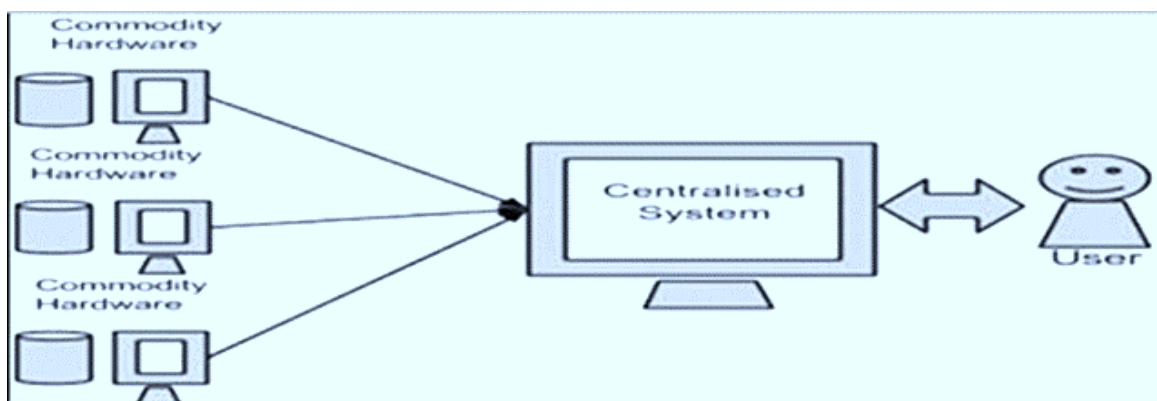 Commodity
Hardware
Commodity
Hardware
Commodity
Hardware
Centralised
System
User